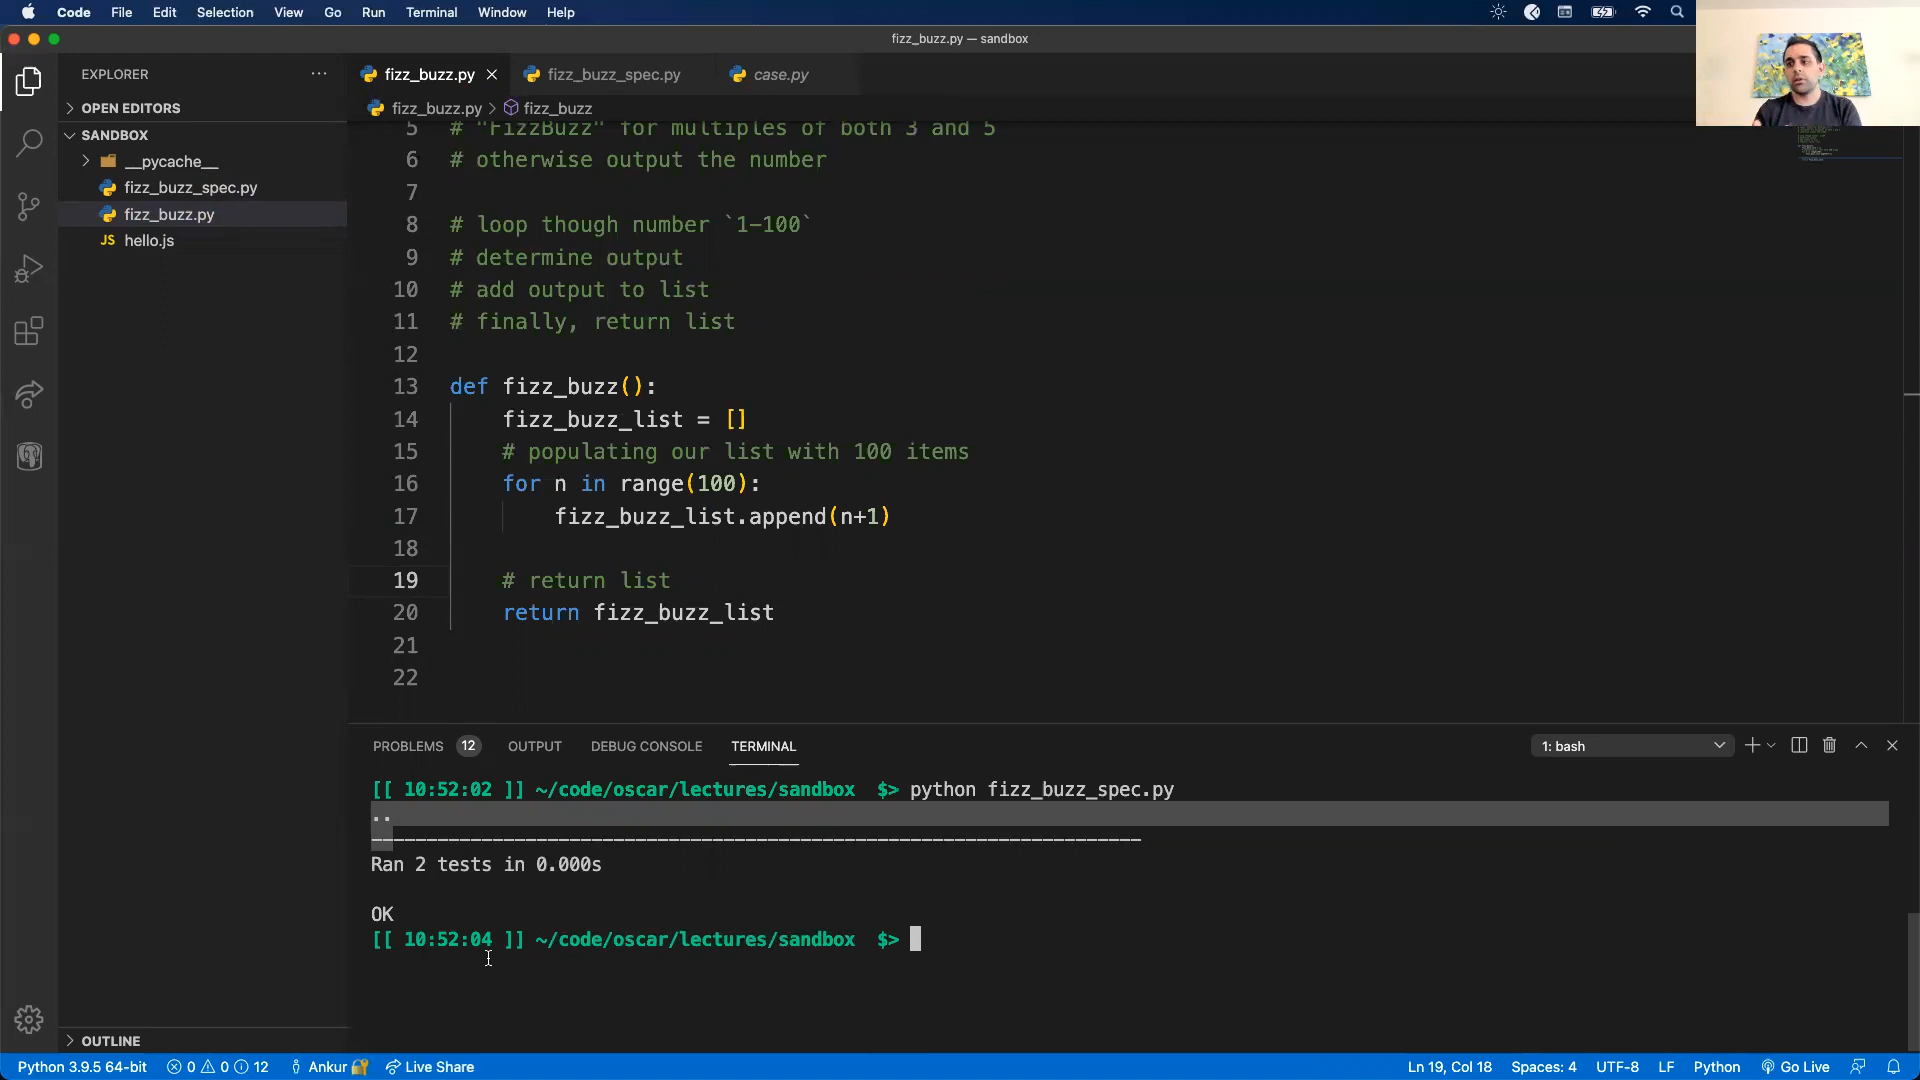 Code File Edit Selection View Go Run Terminal Window Help
fizz_buzz.py — sandbox
EXPLORER
fizz_buzz.py
fizz_buzz_spec.py
case.py
OPEN EDITORS
fizz_buzz.py > fizz_buzz
SANDBOX
__pycache__
fizz_buzz_spec.py
fizz_buzz.py
JS hello.js
5 # "FizzBuzz" for multiples of both 3 and 5
6 # otherwise output the number
7
8 # loop though number `1-100`
9 # determine output
10 # add output to list
11 # finally, return list
12
13 def fizz_buzz():
14 fizz_buzz_list = []
15 # populating our list with 100 items
16 for n in range(100):
17 fizz_buzz_list.append(n+1)
18
19 # return list
20 return fizz_buzz_list
21
22
PROBLEMS 12 OUTPUT DEBUG CONSOLE TERMINAL
1: bash
[[ 10:52:02 ]] ~/code/oscar/lectures/sandbox $> python fizz_buzz_spec.py
..
----------------------------------------------------------------------
Ran 2 tests in 0.000s
OK
[[ 10:52:04 ]] ~/code/oscar/lectures/sandbox $>
OUTLINE
Python 3.9.5 64-bit 0 0 12 Ankur Live Share Ln 19, Col 18 Spaces: 4 UTF-8 LF Python Go Live